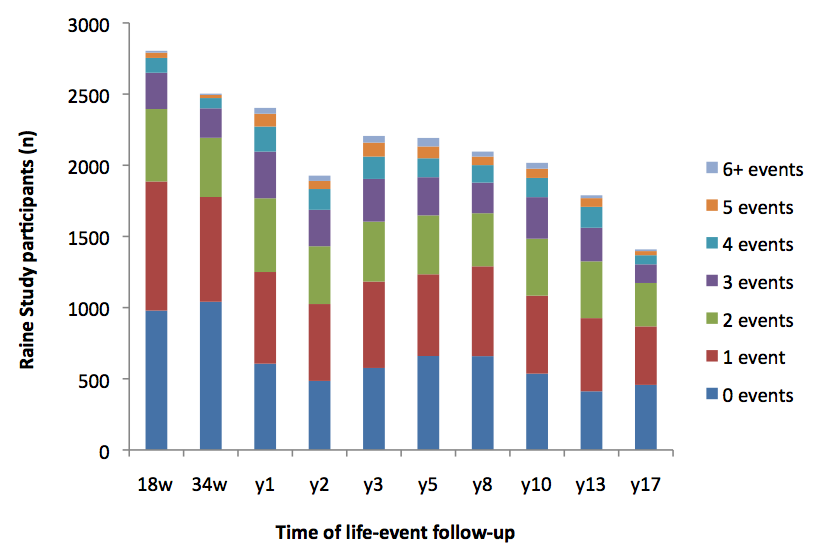 3000
2500
2000
1500
1000
500
0
Raine Study participants (n)
18w 34w y1 y2 y3 y5 y8 y10 y13 y17
Time of life-event follow-up
6+ events
5 events
4 events
3 events
2 events
1 event
0 events